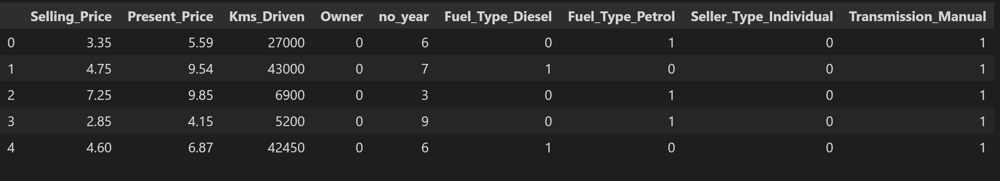 Selling_Price Present_Price Kms_Driven Owner no_year Fuel_Type_Diesel Fuel_Type_Petrol Seller_Type_Individual Transmission_Manual
0 3.35 5.59 27000 0 6 0 1 0 1
1 4.75 9.54 43000 0 7 1 0 0 1
2 7.25 9.85 6900 0 3 0 1 0 1
3 2.85 4.15 5200 0 9 0 1 0 1
4 4.60 6.87 42450 0 6 1 0 0 1